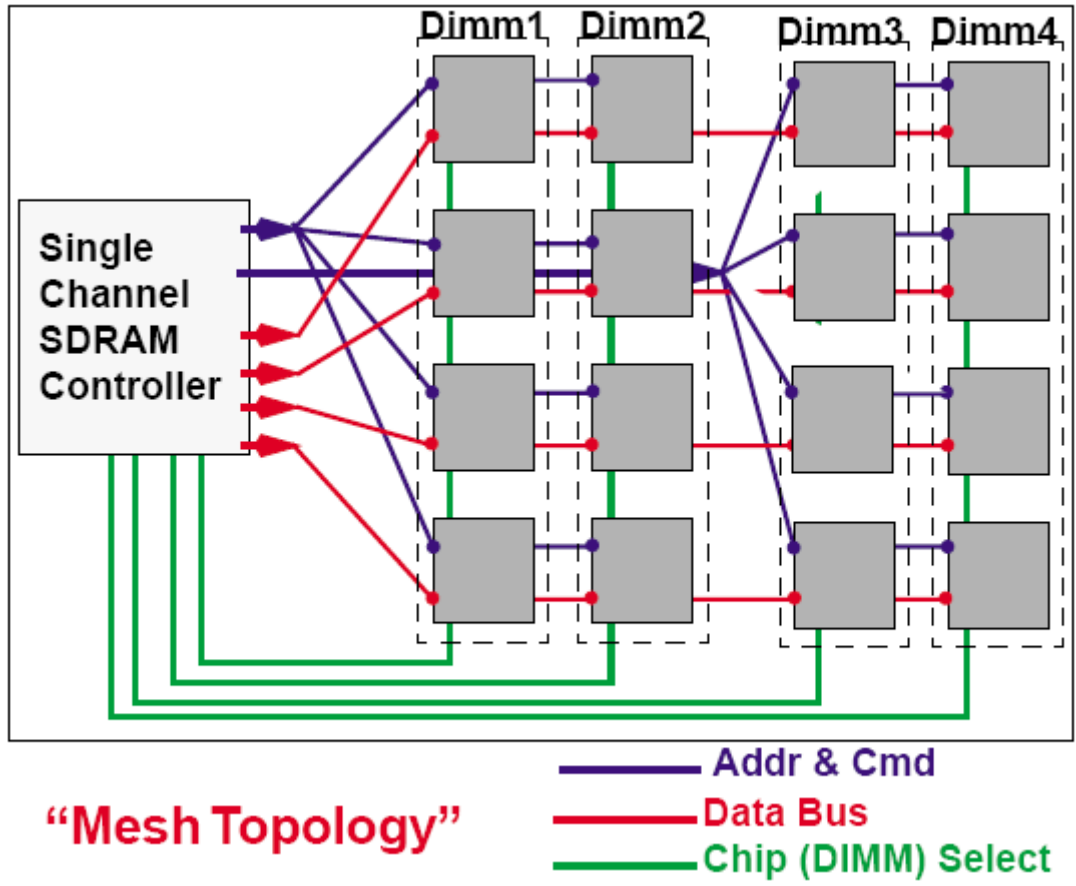 Dimm1 Dimm2 Dimm3 Dimm4
Single
Channel
SDRAM
Controller
Addr & Cmd
“Mesh Topology”
Data Bus
Chip (DIMM) Select